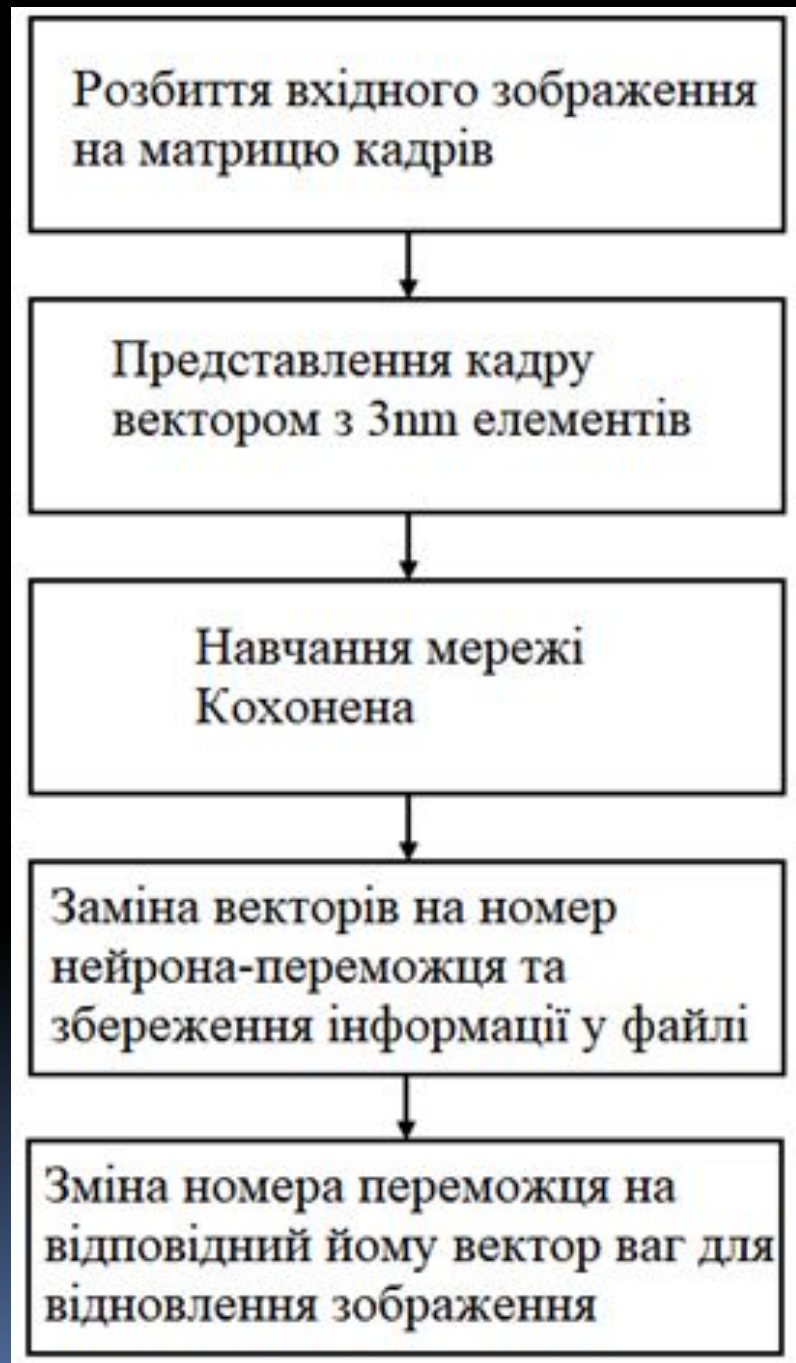 Розбиття вхідного зображення
на матрицю кадрів
Представлення кадру
вектором з 3nm елементів
Навчання мережі
Кохонена
Заміна векторів на номер
нейрона-переможця та
збереження інформації у файлі
Зміна номера переможця на
відповідний йому вектор ваг для
відновлення зображення